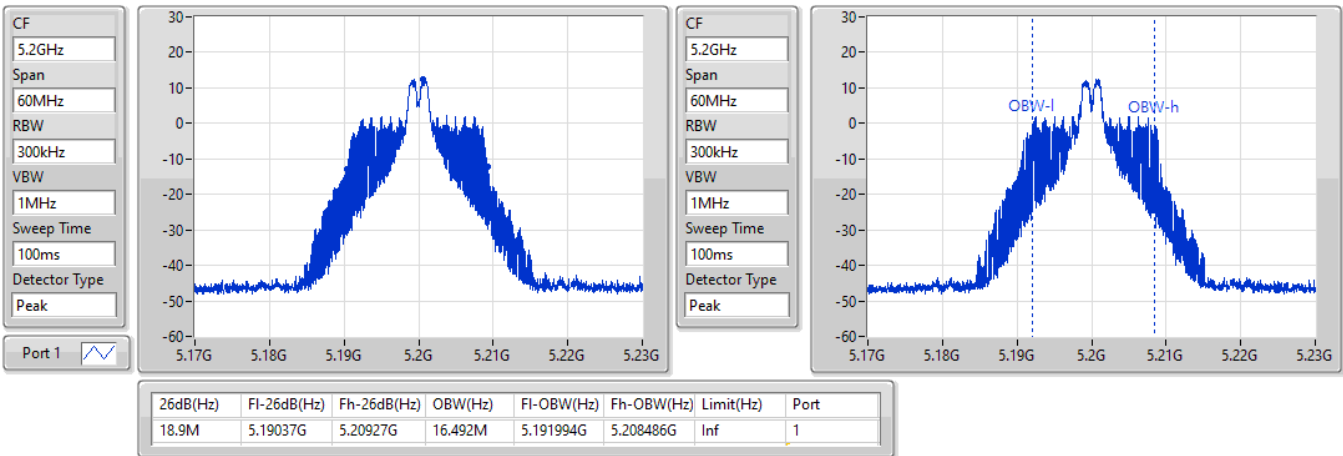 CF
5.2GHz
Span
60MHz
RBW
300kHz
VBW
1MHz
Sweep Time
100ms
Detector Type
Peak
Port 1
30
20
10
0
-10
-20
-30
-40
-50
-60
5.17G 5.18G 5.19G 5.2G 5.21G 5.22G 5.23G
CF
5.2GHz
Span
60MHz
RBW
300kHz
VBW
1MHz
Sweep Time
100ms
Detector Type
Peak
30
20
10
0
-10
-20
-30
-40
-50
-60
OBW-l OBW-h
5.17G 5.18G 5.19G 5.2G 5.21G 5.22G 5.23G
26dB(Hz) Fl-26dB(Hz) Fh-26dB(Hz) OBW(Hz) Fl-OBW(Hz) Fh-OBW(Hz) Limit(Hz) Port
18.9M 5.19037G 5.20927G 16.492M 5.191994G 5.208486G Inf 1